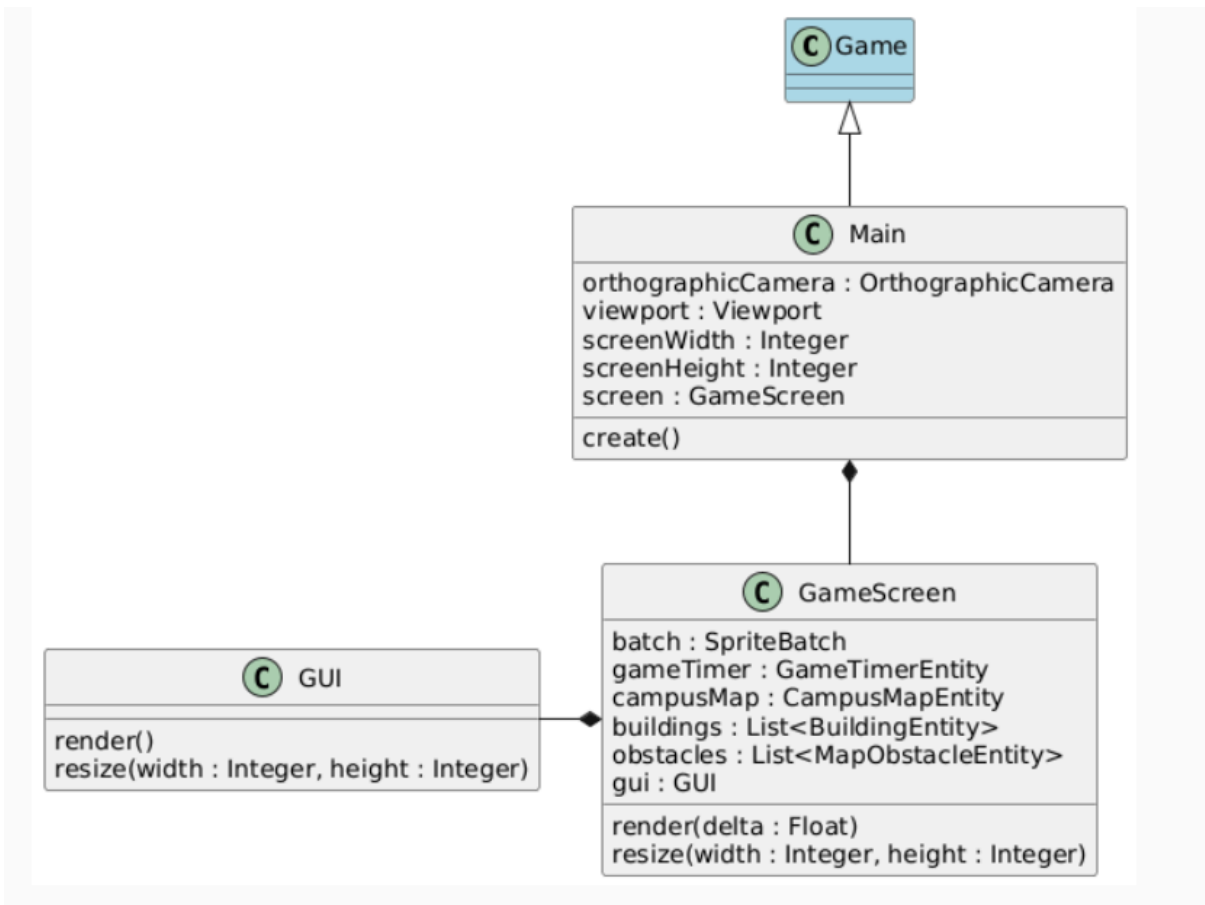 C Game
C Main
orthographicCamera : OrthographicCamera
viewport : Viewport
screenWidth : Integer
screenHeight : Integer
screen : GameScreen
create()
C GameScreen
batch : SpriteBatch
gameTimer : GameTimerEntity
campusMap : CampusMapEntity
buildings : List<BuildingEntity>
obstacles : List<MapObstacleEntity>
gui : GUI
render(delta : Float)
resize(width : Integer, height : Integer)
C GUI
render()
resize(width : Integer, height : Integer)